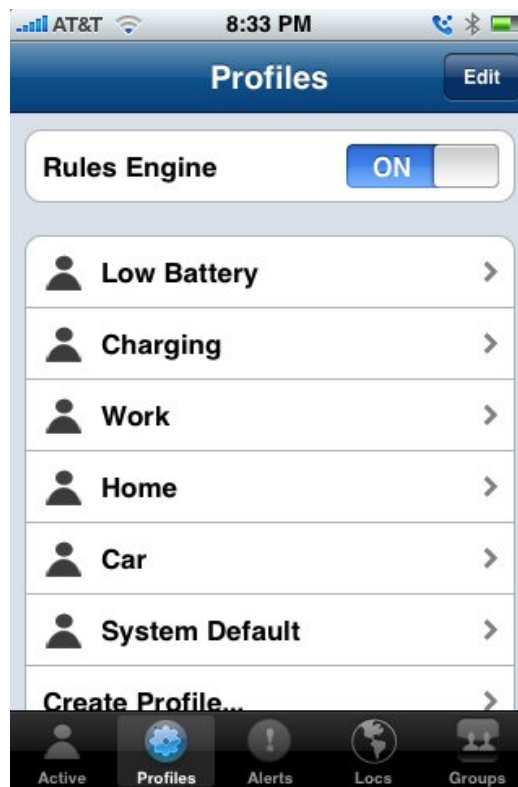 AT&T 8:33 PM
Profiles Edit
Rules Engine ON
Low Battery
Charging
Work
Home
Car
System Default
Create Profile...
Active Profiles Alerts Locs Groups